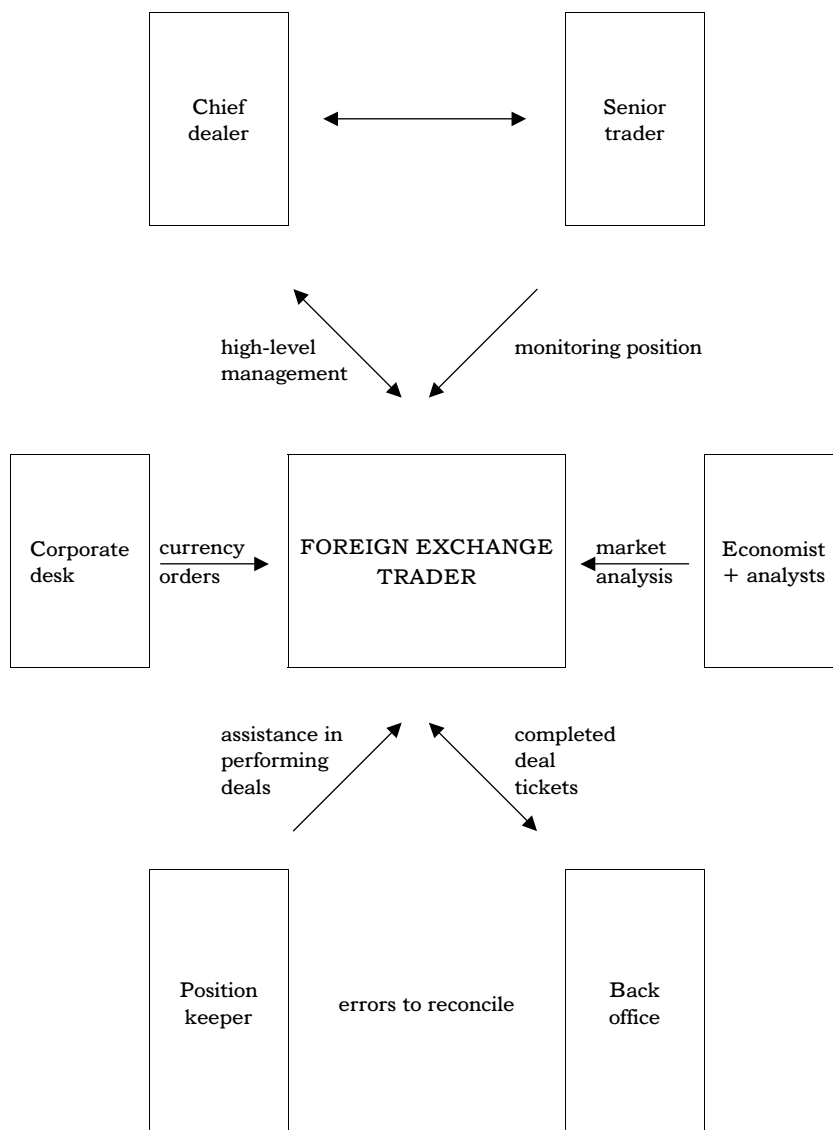 Chief
dealer
Senior
trader
high-level
management
monitoring position
Corporate
desk
currency
orders
FOREIGN EXCHANGE
TRADER
market
analysis
Economist
+ analysts
assistance in
performing
deals
completed
deal
tickets
Position
keeper
errors to reconcile
Back
office